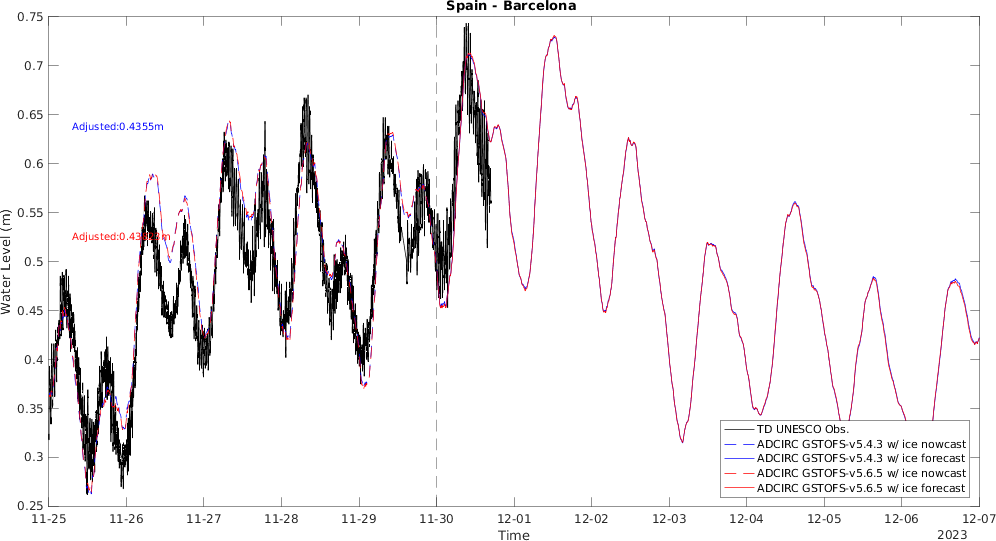 Spain - Barcelona
0.75
0.7
0.65
0.6
0.55
0.5
0.45
0.4
0.35
0.3
0.25
Water Level (m)
Adjusted:0.4355m
TD UNESCO Obs.
ADCIRC GSTOFS-v5.4.3 w/ ice nowcast
ADCIRC GSTOFS-v5.4.3 w/ ice forecast
ADCIRC GSTOFS-v5.6.5 w/ ice nowcast
ADCIRC GSTOFS-v5.6.5 w/ ice forecast
11-25 11-26 11-27 11-28 11-29 11-30 12-01 12-02 12-03 12-04 12-05 12-06 12-07
Time
2023